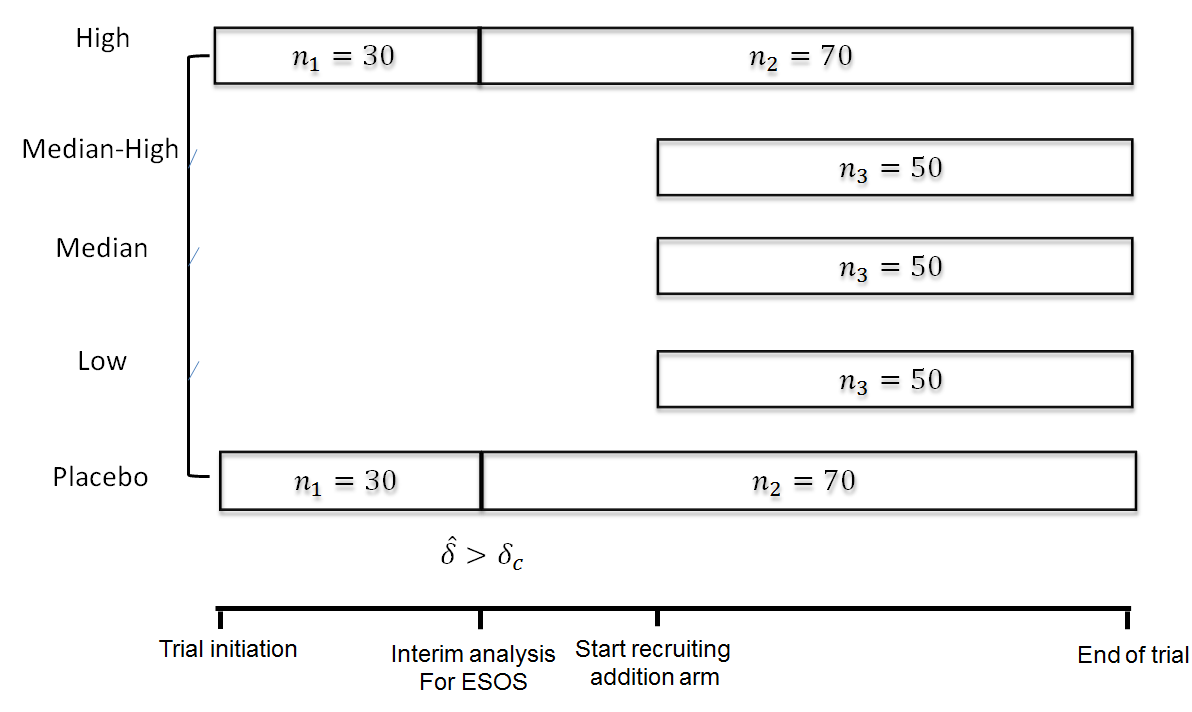 High
n₁ = 30
n₂ = 70
Median-High
n₃ = 50
Median
n₃ = 50
Low
n₃ = 50
Placebo
n₁ = 30
n₂ = 70
δ̂ > δ_c
Trial initiation
Interim analysis
For ESOS
Start recruiting
addition arm
End of trial